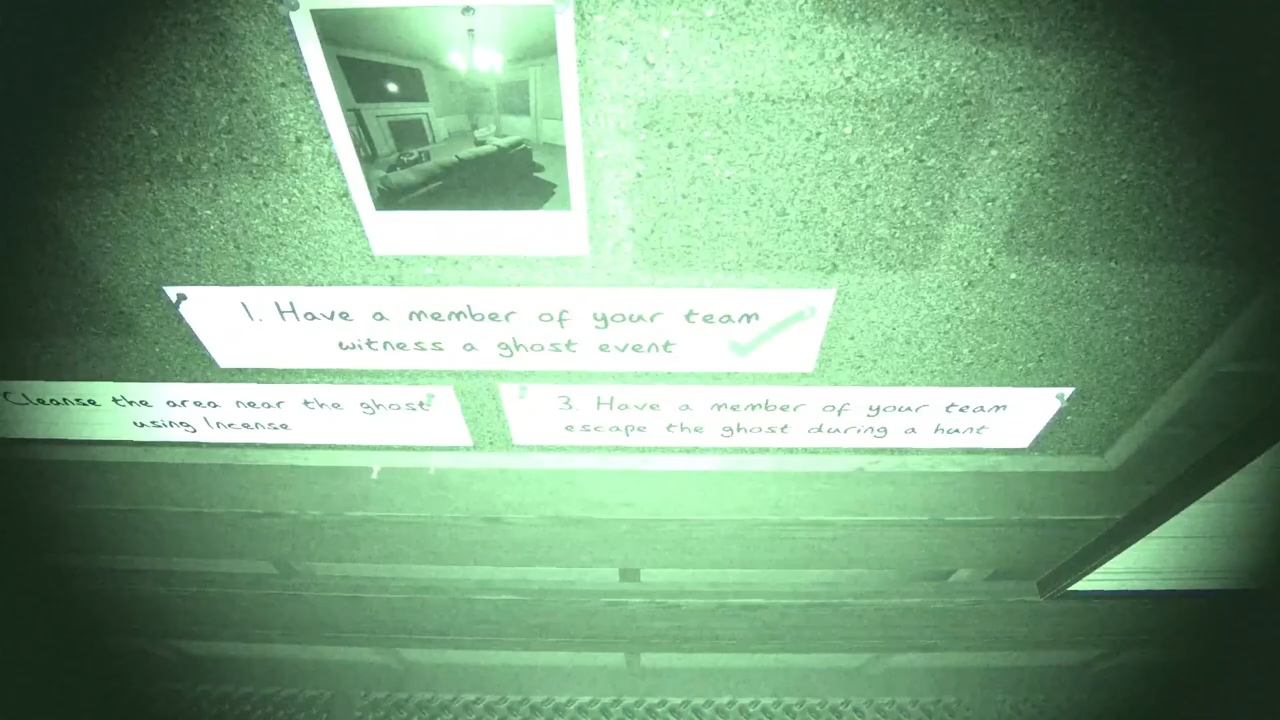 1. Have a member of your team
witness a ghost event
Cleanse the area near the ghost
using Incense
3. Have a member of your team
escape the ghost during a hunt